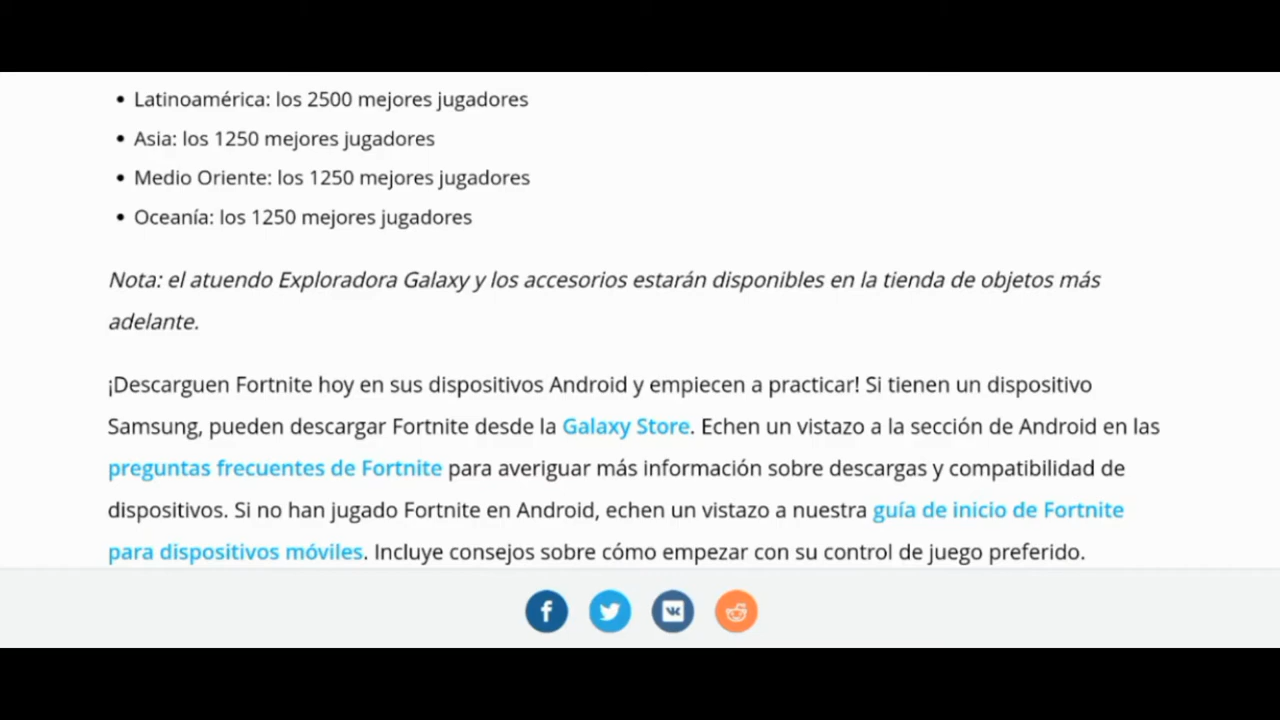 • Latinoamérica: los 2500 mejores jugadores
• Asia: los 1250 mejores jugadores
• Medio Oriente: los 1250 mejores jugadores
• Oceanía: los 1250 mejores jugadores
Nota: el atuendo Exploradora Galaxy y los accesorios estarán disponibles en la tienda de objetos más
adelante.
¡Descarguen Fortnite hoy en sus dispositivos Android y empiecen a practicar! Si tienen un dispositivo
Samsung, pueden descargar Fortnite desde la Galaxy Store. Echen un vistazo a la sección de Android en las
preguntas frecuentes de Fortnite para averiguar más información sobre descargas y compatibilidad de
dispositivos. Si no han jugado Fortnite en Android, echen un vistazo a nuestra guía de inicio de Fortnite
para dispositivos móviles. Incluye consejos sobre cómo empezar con su control de juego preferido.